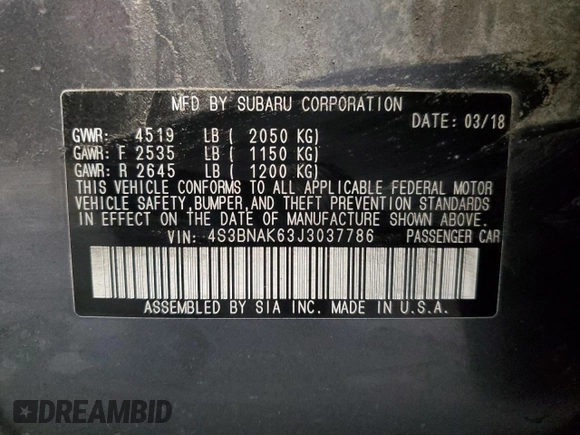 MFD BY SUBARU CORPORATION
DATE: 03/18
GVWR: 4519 LB ( 2050 KG)
GAWR: F 2535 LB ( 1150 KG)
GAWR: R 2645 LB ( 1200 KG)
THIS VEHICLE CONFORMS TO ALL APPLICABLE FEDERAL MOTOR
VEHICLE SAFETY,BUMPER,AND THEFT PREVENTION STANDARDS
IN EFFECT ON THE DATE OF MANUFACTURE SHOWN ABOVE.
VIN: 4S3BNAK63J3037786 PASSENGER CAR
ASSEMBLED BY SIA INC. MADE IN U.S.A.
DREAMBID